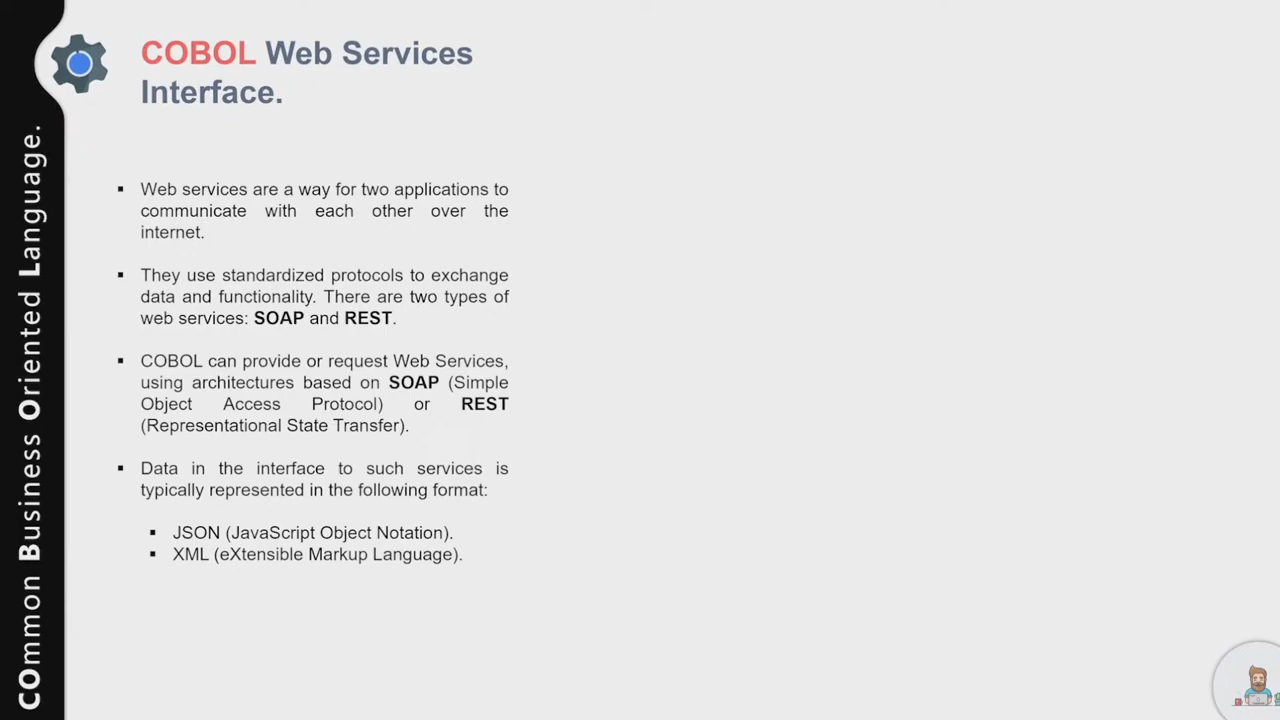 COBOL Web Services
Interface.
▪ Web services are a way for two applications to
communicate with each other over the
internet.
▪ They use standardized protocols to exchange
data and functionality. There are two types of
web services: SOAP and REST.
▪ COBOL can provide or request Web Services,
using architectures based on SOAP (Simple
Object Access Protocol) or REST
(Representational State Transfer).
▪ Data in the interface to such services is
typically represented in the following format:
▪ JSON (JavaScript Object Notation).
▪ XML (eXtensible Markup Language).
COmmon Business Oriented Language.